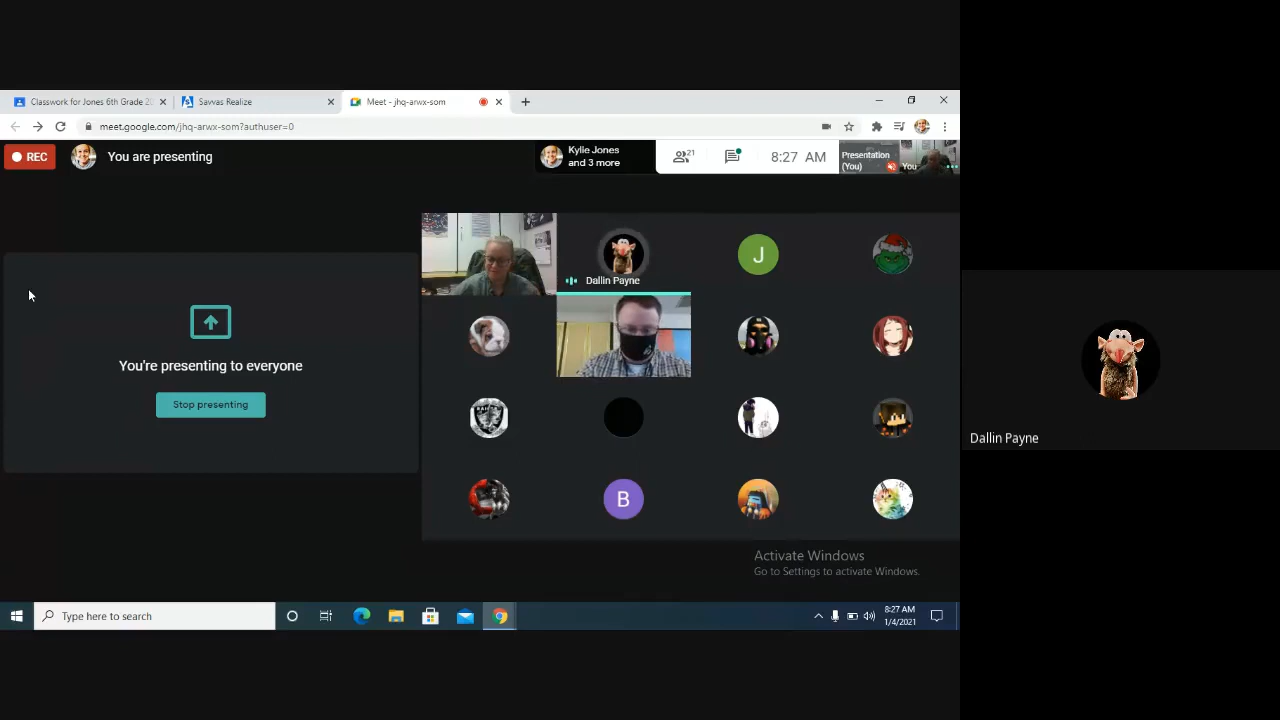 Classwork for Jones 6th Grade 2
Savvas Realize
Meet - jhq-arwx-som
meet.google.com/jhq-arwx-som?authuser=0
REC
You are presenting
Kylie Jones
and 3 more
21
8:27 AM
Presentation
(You)
You
Dallin Payne
J
You're presenting to everyone
Stop presenting
RAIDERS
B
Dallin Payne
Activate Windows
Go to Settings to activate Windows.
Type here to search
8:27 AM
1/4/2021